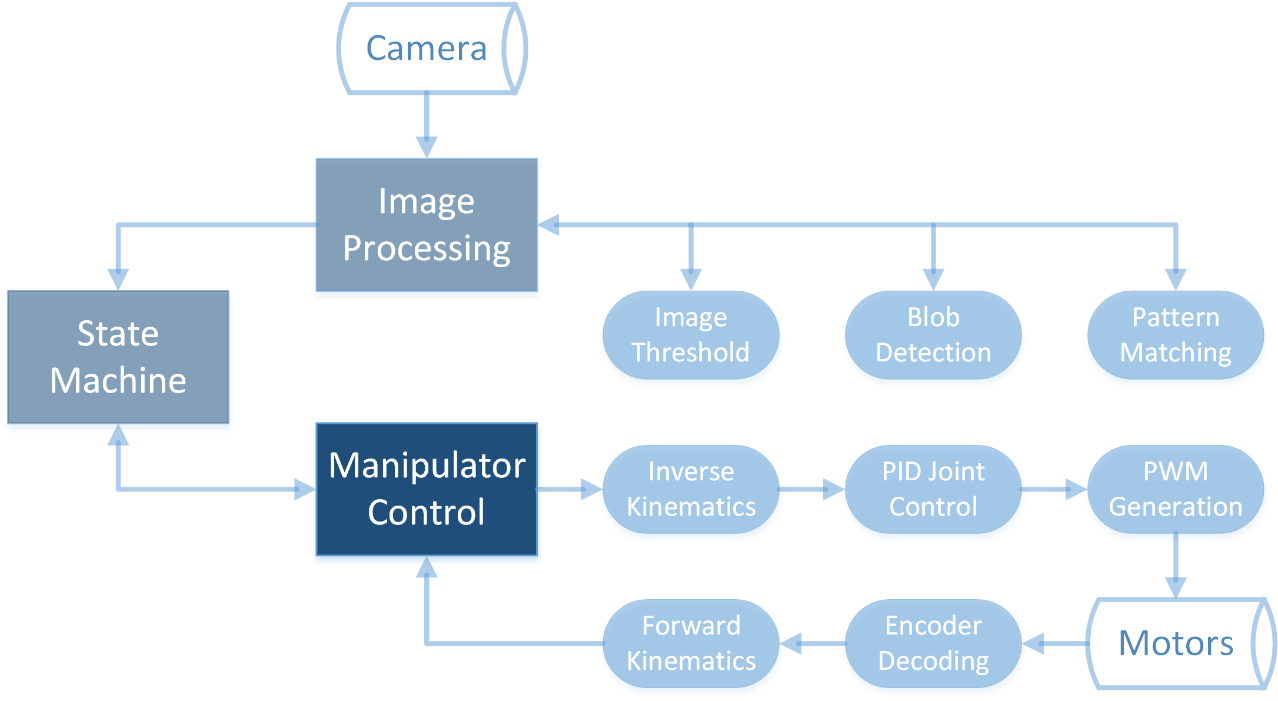 Camera
Image
Processing
State
Machine
Image
Threshold
Blob
Detection
Pattern
Matching
Manipulator
Control
Inverse
Kinematics
PID Joint
Control
PWM
Generation
Forward
Kinematics
Encoder
Decoding
Motors